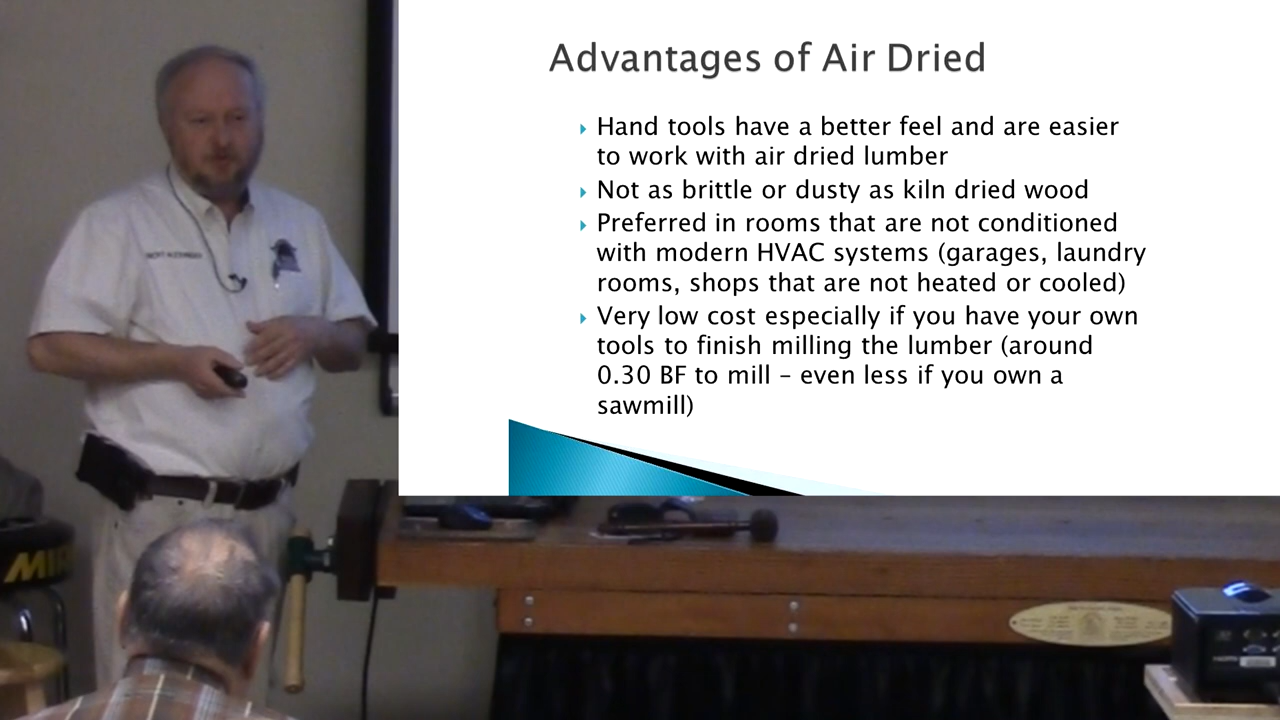 Advantages of Air Dried
Hand tools have a better feel and are easier
to work with air dried lumber
Not as brittle or dusty as kiln dried wood
Preferred in rooms that are not conditioned
with modern HVAC systems (garages, laundry
rooms, shops that are not heated or cooled)
Very low cost especially if you have your own
tools to finish milling the lumber (around
0.30 BF to mill – even less if you own a
sawmill)